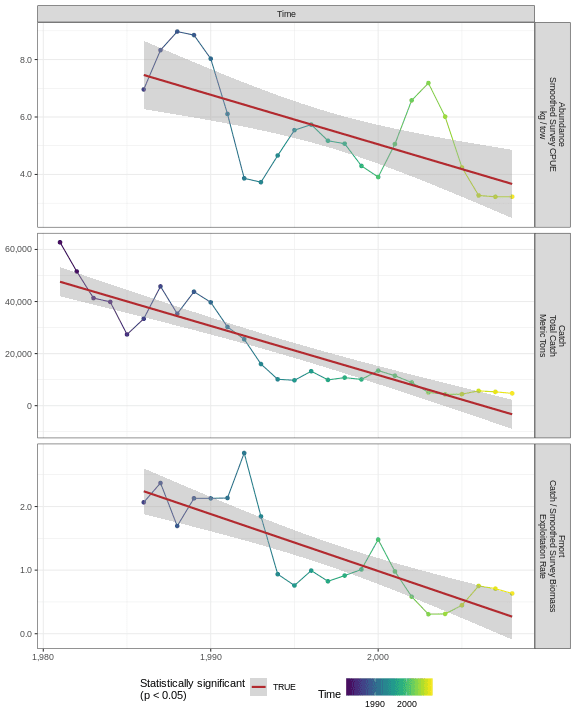 Time
8.0
6.0
4.0
Abundance
Smoothed Survey CPUE
kg / tow
60,000
40,000
20,000
0
Catch
Total Catch
Metric Tons
2.0
1.0
0.0
Fmort
Catch / Smoothed Survey Biomass
Exploitation Rate
1,980
1,990
2,000
Statistically significant
(p < 0.05)
TRUE
Time
1990
2000